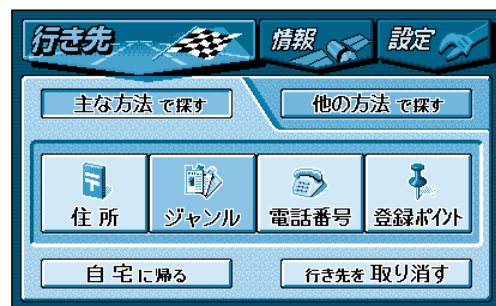 行き先 情報 設定
主な方法 で探す 他の方法 で探す
住所 ジャンル 電話番号 登録ポイント
自宅に帰る 行き先を取り消す